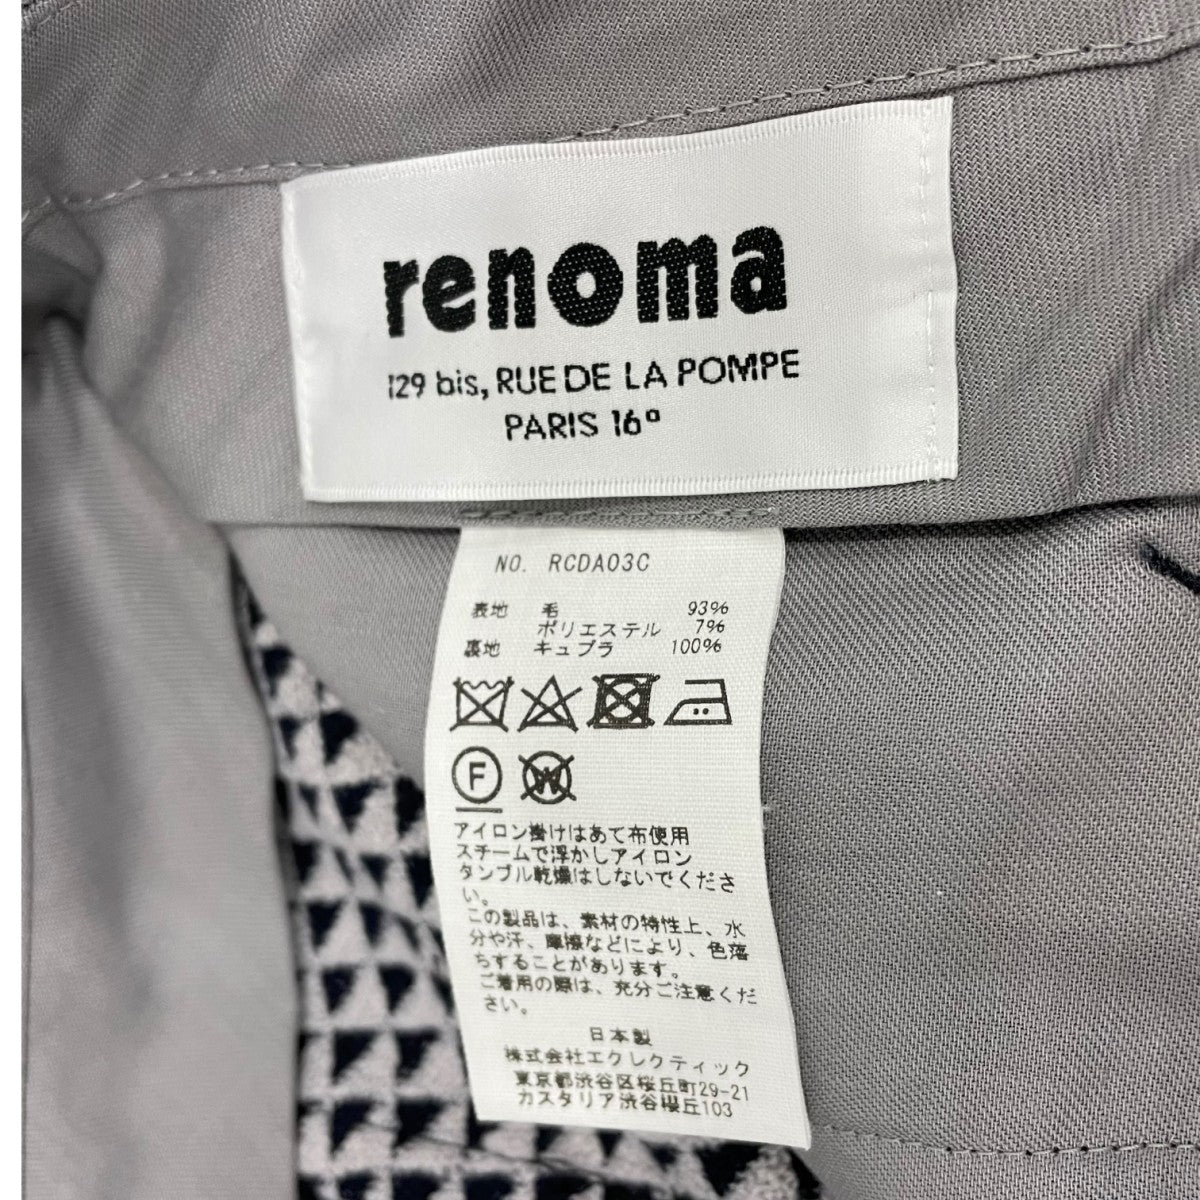 renoma
129 bis, RUE DE LA POMPE
PARIS 16º
NO. RCDA03C
表地 毛 93%
ポリエステル 7%
裏地 キュプラ 100%
F W
アイロン掛けはあて布使用
スチームで浮かしアイロン
タンブル乾燥はしないでくださ
い。
この製品は、素材の特性上、水
分や汗、摩擦などにより、色落
ちすることがあります。
ご着用の際は、充分ご注意くだ
さい。
日本製
株式会社エクレクティック
東京都渋谷区桜丘町29-21
カスタリア渋谷櫻丘103